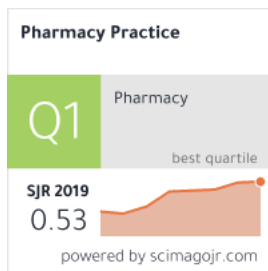 Pharmacy Practice
Q1
Pharmacy
best quartile
SJR 2019
0.53
powered by scimagojr.com